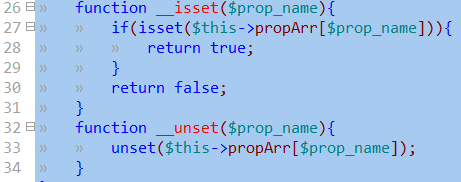 26 function __isset($prop_name){
27 if(isset($this->propArr[$prop_name])){
28 return true;
29 }
30 return false;
31 }
32 function __unset($prop_name){
33 unset($this->propArr[$prop_name]);
34 }